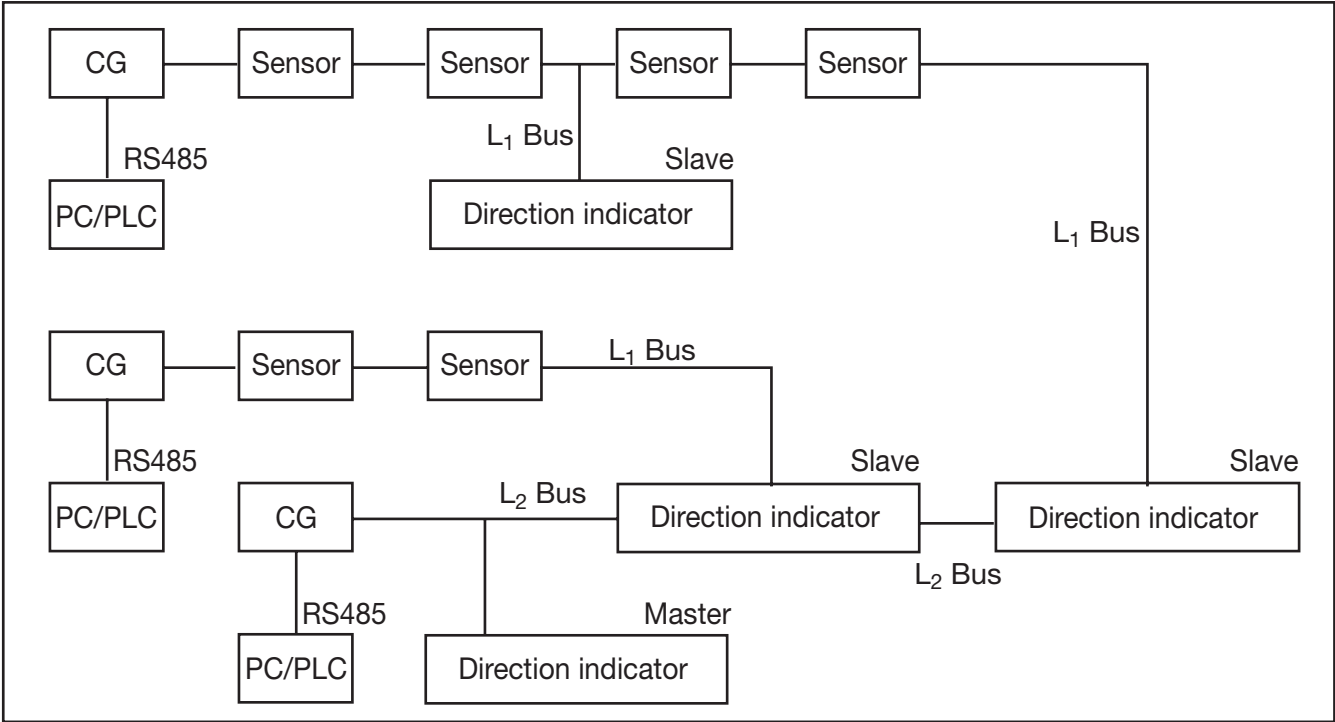 CG
Sensor
Sensor
Sensor
Sensor
L₁ Bus
RS485
Slave
PC/PLC
Direction indicator
L₁ Bus
CG
Sensor
Sensor
L₁ Bus
RS485
Slave
Slave
PC/PLC
CG
L₂ Bus
Direction indicator
Direction indicator
L₂ Bus
RS485
Master
PC/PLC
Direction indicator